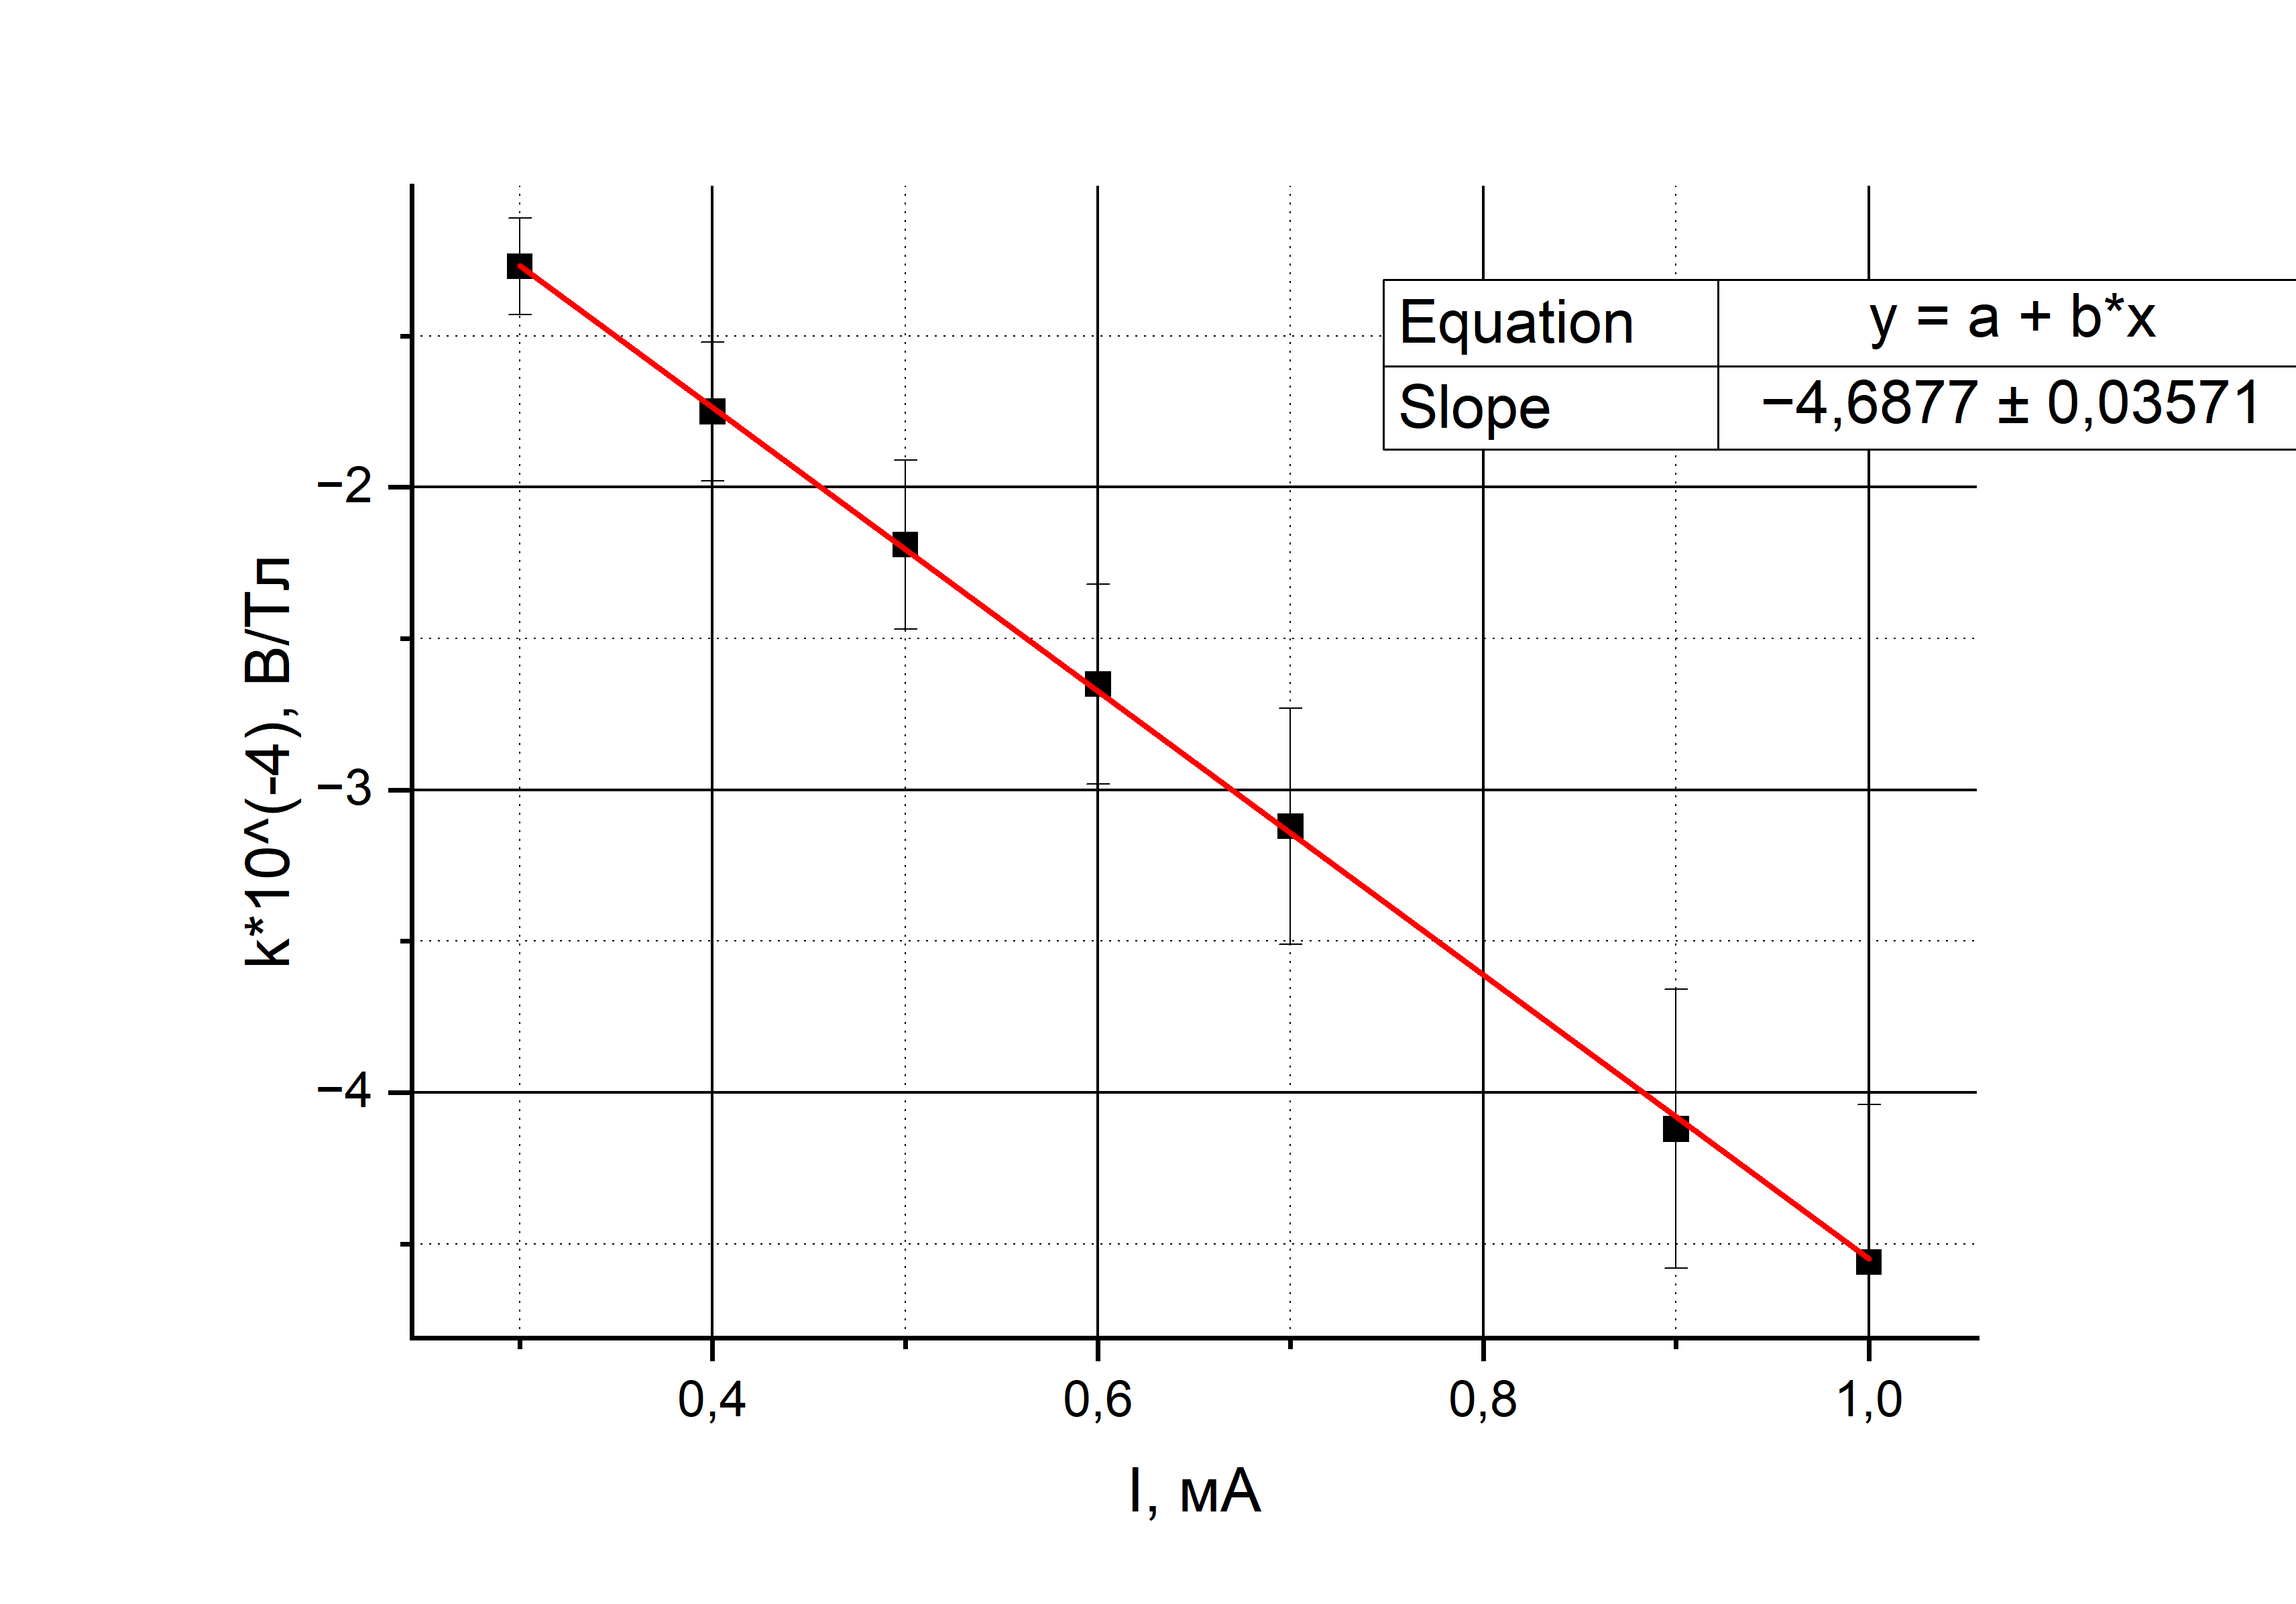 Equation y = a + b*x
Slope −4,6877 ± 0,03571
−2
−3
−4
k*10^(-4), В/Тл
0,4 0,6 0,8 1,0
I, мА